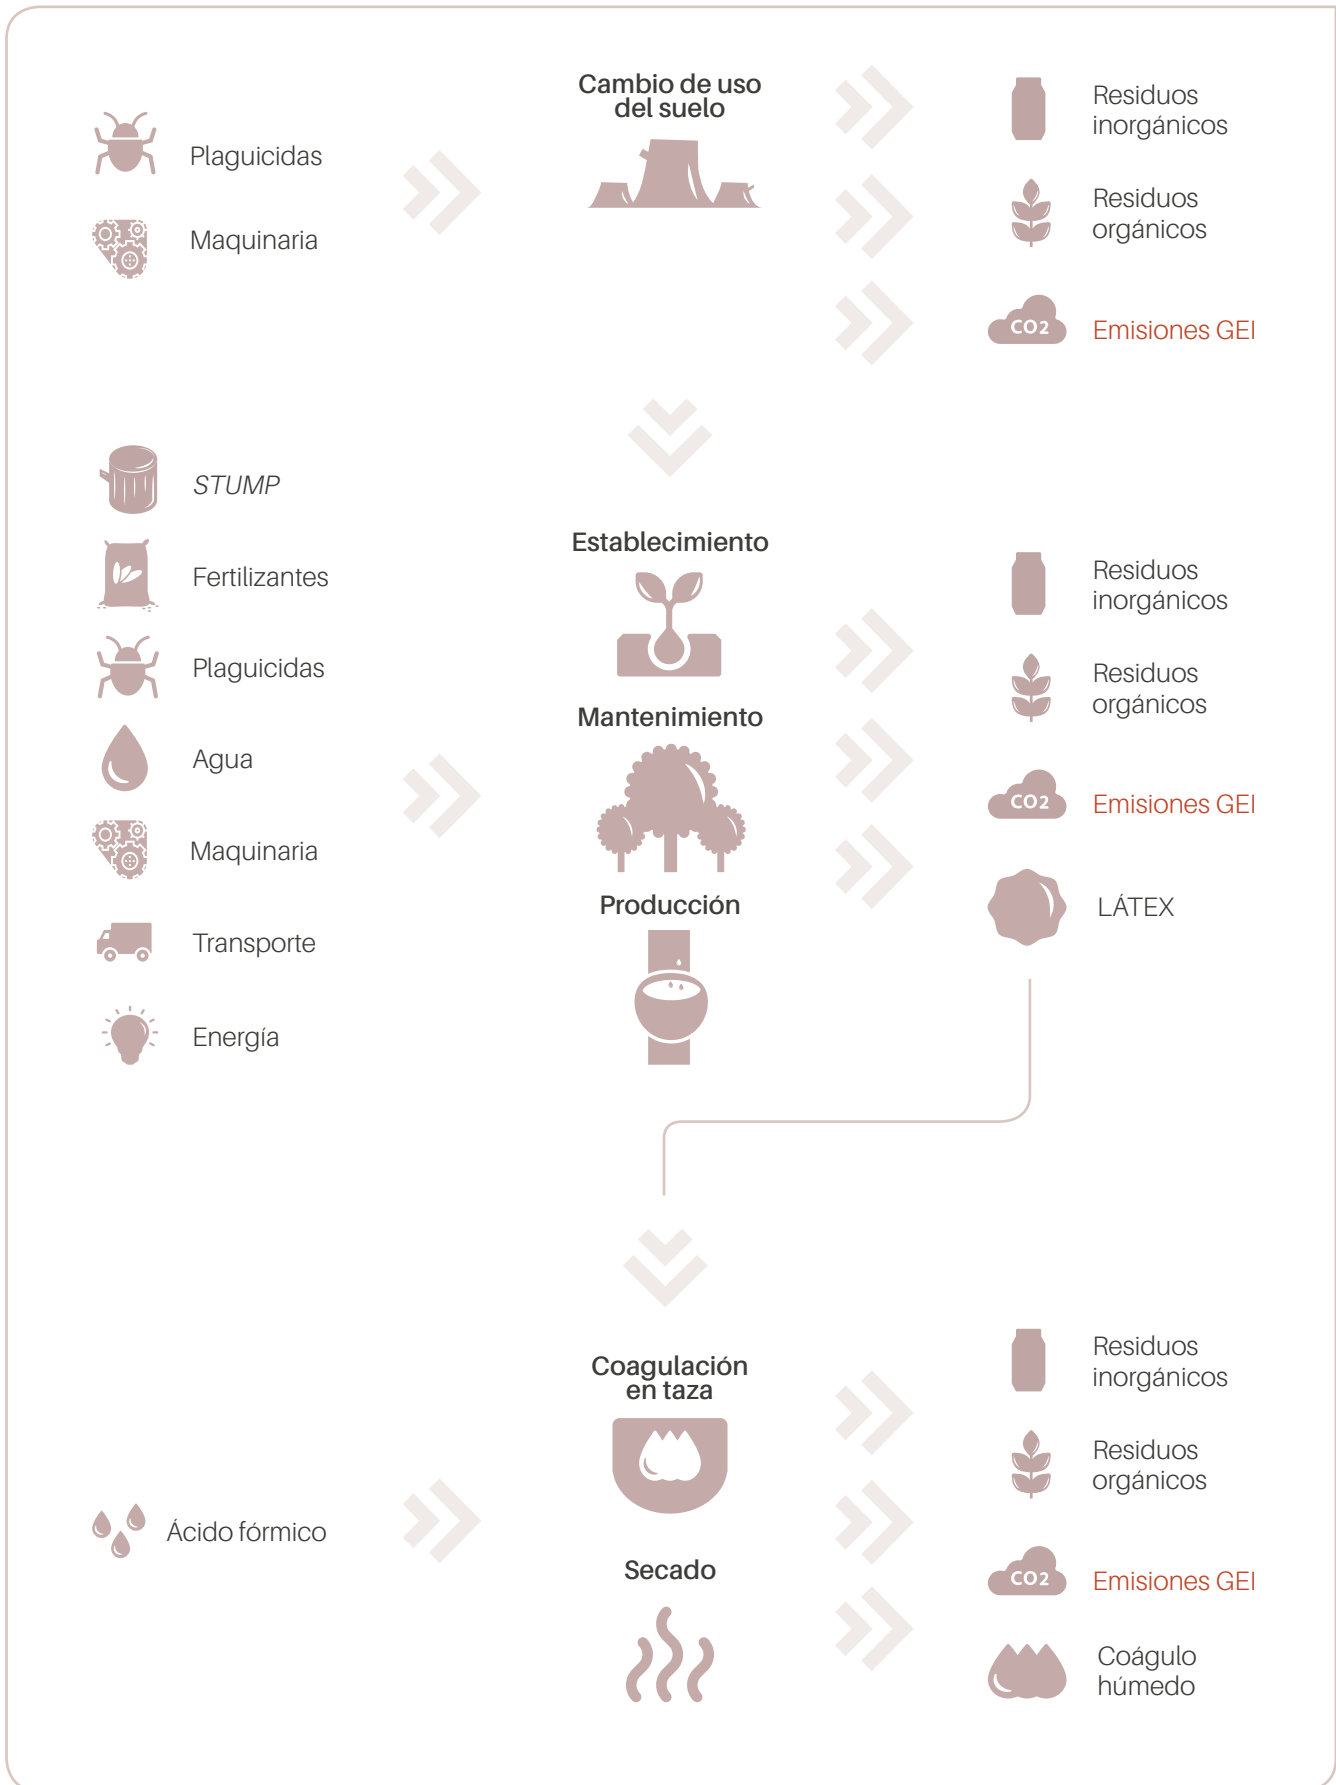 Plaguicidas
Maquinaria
Cambio de uso
del suelo
Residuos
inorgánicos
Residuos
orgánicos
CO2
Emisiones GEI
STUMP
Fertilizantes
Plaguicidas
Agua
Maquinaria
Transporte
Energía
Establecimiento
Mantenimiento
Producción
Residuos
inorgánicos
Residuos
orgánicos
CO2
Emisiones GEI
LÁTEX
Ácido fórmico
Coagulación
en taza
Secado
Residuos
inorgánicos
Residuos
orgánicos
CO2
Emisiones GEI
Coágulo
húmedo